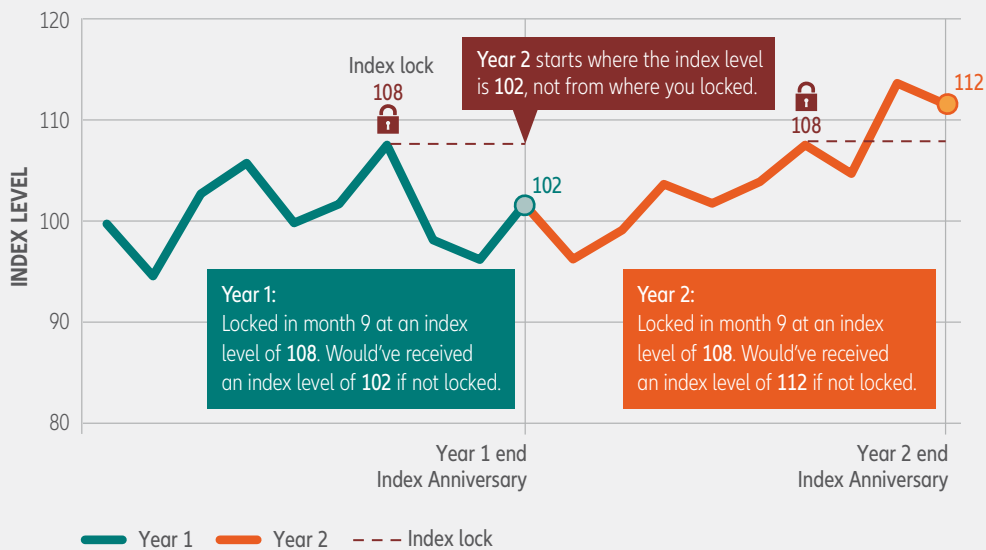 120
110
100
90
80
INDEX LEVEL
Index lock
108
Year 2 starts where the index level
is 102, not from where you locked.
102
108
112
Year 1:
Locked in month 9 at an index
level of 108. Would've received
an index level of 102 if not locked.
Year 2:
Locked in month 9 at an index
level of 108. Would've received
an index level of 112 if not locked.
Year 1 end
Index Anniversary
Year 2 end
Index Anniversary
Year 1
Year 2
Index lock